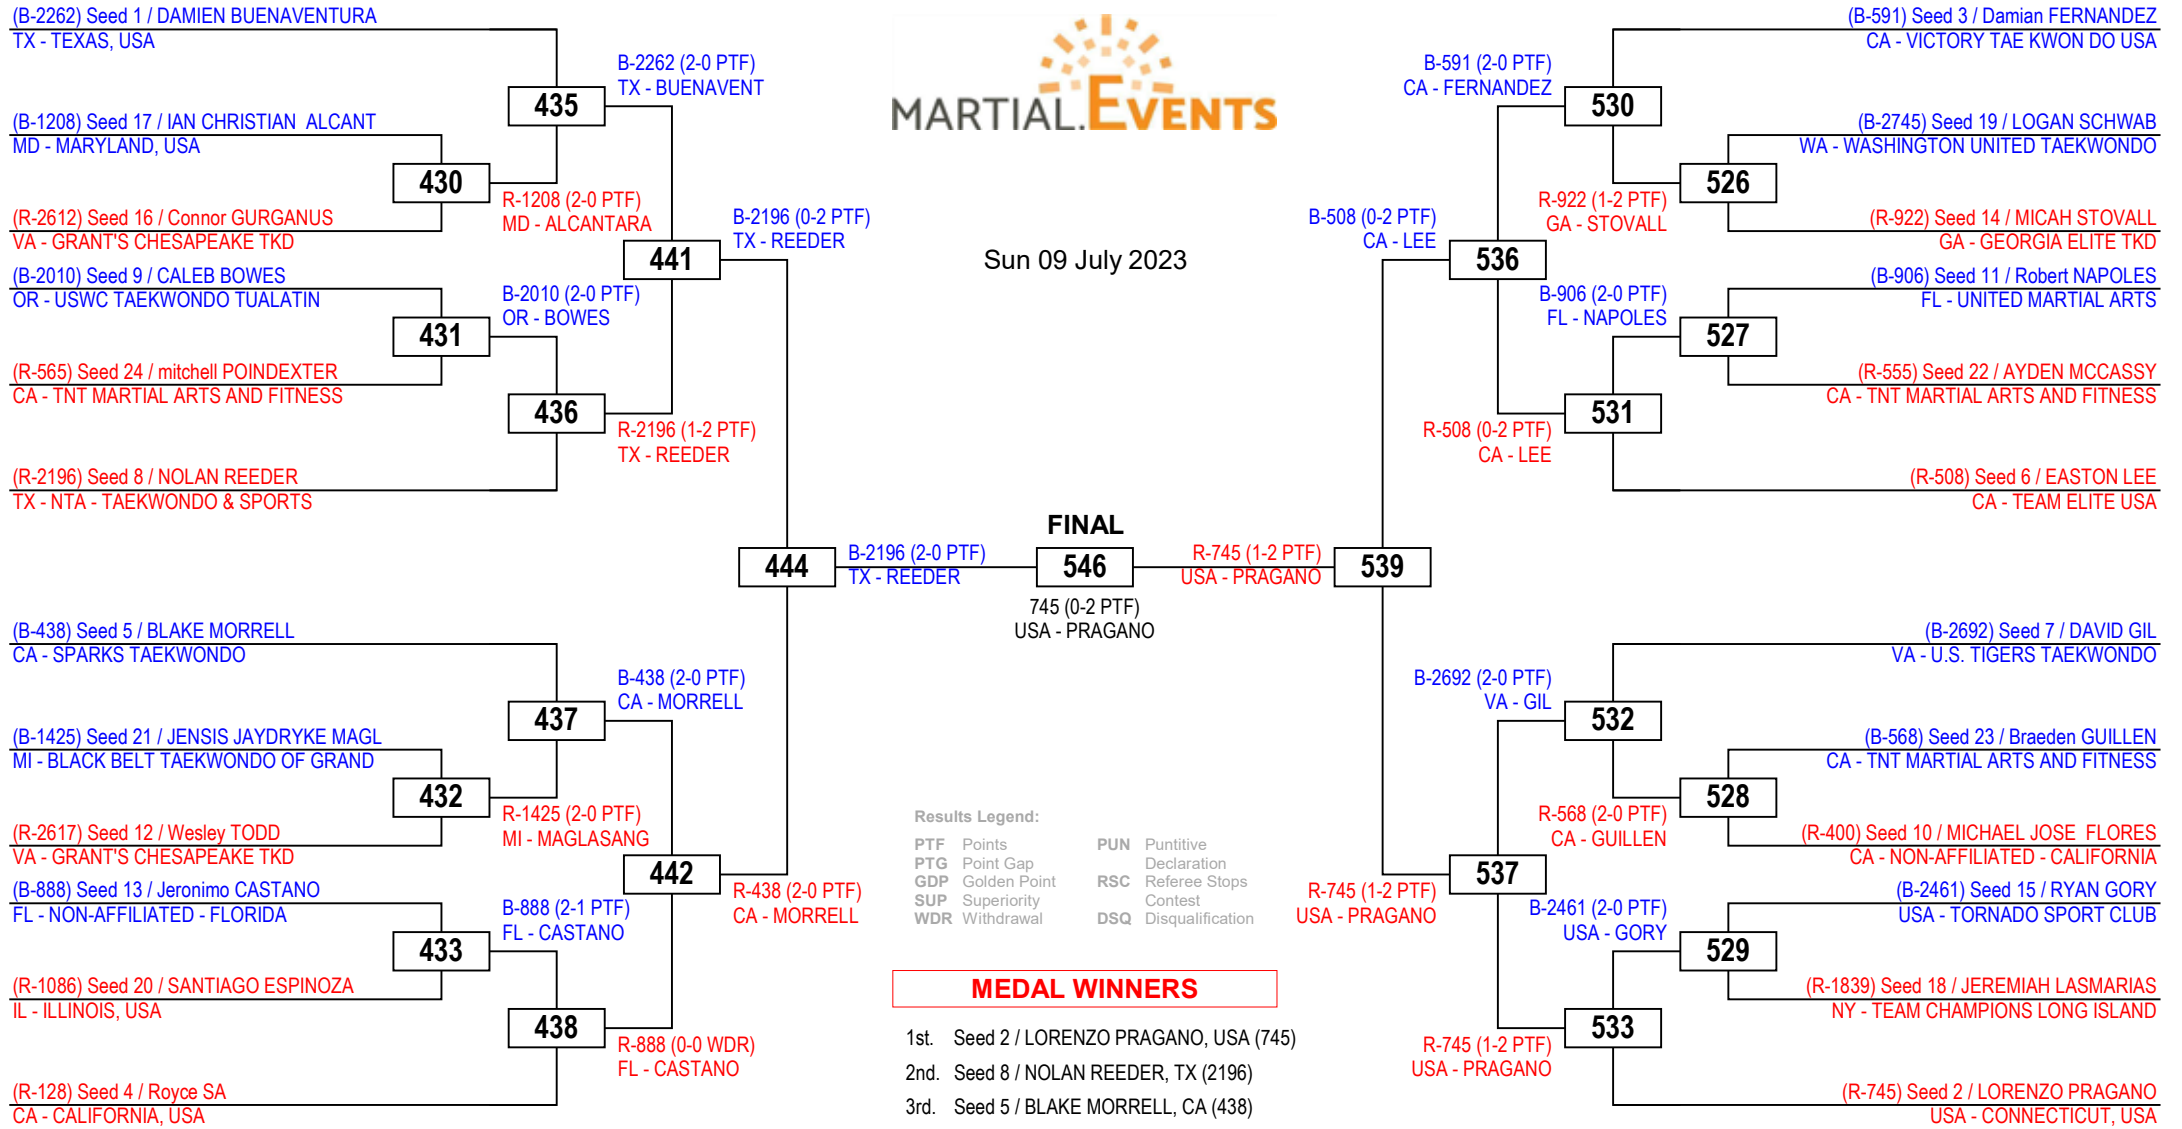 (B-2262) Seed 1 / DAMIEN BUENAVENTURA
TX - TEXAS, USA
(B-1208) Seed 17 / IAN CHRISTIAN  ALCANT
MD - MARYLAND, USA
(R-2612) Seed 16 / Connor GURGANUS
VA - GRANT'S CHESAPEAKE TKD
(B-2010) Seed 9 / CALEB BOWES
OR - USWC TAEKWONDO TUALATIN
(R-565) Seed 24 / mitchell POINDEXTER
CA - TNT MARTIAL ARTS AND FITNESS
(R-2196) Seed 8 / NOLAN REEDER
TX - NTA - TAEKWONDO & SPORTS
(B-438) Seed 5 / BLAKE MORRELL
CA - SPARKS TAEKWONDO
(B-1425) Seed 21 / JENSIS JAYDRYKE MAGL
MI - BLACK BELT TAEKWONDO OF GRAND
(R-2617) Seed 12 / Wesley TODD
VA - GRANT'S CHESAPEAKE TKD
(B-888) Seed 13 / Jeronimo CASTANO
FL - NON-AFFILIATED - FLORIDA
(R-1086) Seed 20 / SANTIAGO ESPINOZA
IL - ILLINOIS, USA
(R-128) Seed 4 / Royce SA
CA - CALIFORNIA, USA
430
R-1208 (2-0 PTF)
MD - ALCANTARA
431
B-2010 (2-0 PTF)
OR - BOWES
432
R-1425 (2-0 PTF)
MI - MAGLASANG
433
B-888 (2-1 PTF)
FL - CASTANO
435
B-2262 (2-0 PTF)
TX - BUENAVENT
436
R-2196 (1-2 PTF)
TX - REEDER
437
B-438 (2-0 PTF)
CA - MORRELL
438
R-888 (0-0 WDR)
FL - CASTANO
441
B-2196 (0-2 PTF)
TX - REEDER
442
R-438 (2-0 PTF)
CA - MORRELL
444
B-2196 (2-0 PTF)
TX - REEDER
MARTIAL.EVENTS
Sun 09 July 2023
FINAL
546
745 (0-2 PTF)
USA - PRAGANO
Results Legend:
PTF Points
PTG Point Gap
GDP Golden Point
SUP Superiority
WDR Withdrawal
PUN Puntitive
Declaration
RSC Referee Stops
Contest
DSQ Disqualification
MEDAL WINNERS
1st. Seed 2 / LORENZO PRAGANO, USA (745)
2nd. Seed 8 / NOLAN REEDER, TX (2196)
3rd. Seed 5 / BLAKE MORRELL, CA (438)
R-745 (1-2 PTF)
USA - PRAGANO
539
B-508 (0-2 PTF)
CA - LEE
536
R-745 (1-2 PTF)
USA - PRAGANO
537
B-591 (2-0 PTF)
CA - FERNANDEZ
530
R-508 (0-2 PTF)
CA - LEE
531
B-2692 (2-0 PTF)
VA - GIL
532
R-745 (1-2 PTF)
USA - PRAGANO
533
R-922 (1-2 PTF)
GA - STOVALL
526
B-906 (2-0 PTF)
FL - NAPOLES
527
R-568 (2-0 PTF)
CA - GUILLEN
528
B-2461 (2-0 PTF)
USA - GORY
529
(B-591) Seed 3 / Damian FERNANDEZ
CA - VICTORY TAE KWON DO USA
(B-2745) Seed 19 / LOGAN SCHWAB
WA - WASHINGTON UNITED TAEKWONDO
(R-922) Seed 14 / MICAH STOVALL
GA - GEORGIA ELITE TKD
(B-906) Seed 11 / Robert NAPOLES
FL - UNITED MARTIAL ARTS
(R-555) Seed 22 / AYDEN MCCASSY
CA - TNT MARTIAL ARTS AND FITNESS
(R-508) Seed 6 / EASTON LEE
CA - TEAM ELITE USA
(B-2692) Seed 7 / DAVID GIL
VA - U.S. TIGERS TAEKWONDO
(B-568) Seed 23 / Braeden GUILLEN
CA - TNT MARTIAL ARTS AND FITNESS
(R-400) Seed 10 / MICHAEL JOSE  FLORES
CA - NON-AFFILIATED - CALIFORNIA
(B-2461) Seed 15 / RYAN GORY
USA - TORNADO SPORT CLUB
(R-1839) Seed 18 / JEREMIAH LASMARIAS
NY - TEAM CHAMPIONS LONG ISLAND
(R-745) Seed 2 / LORENZO PRAGANO
USA - CONNECTICUT, USA